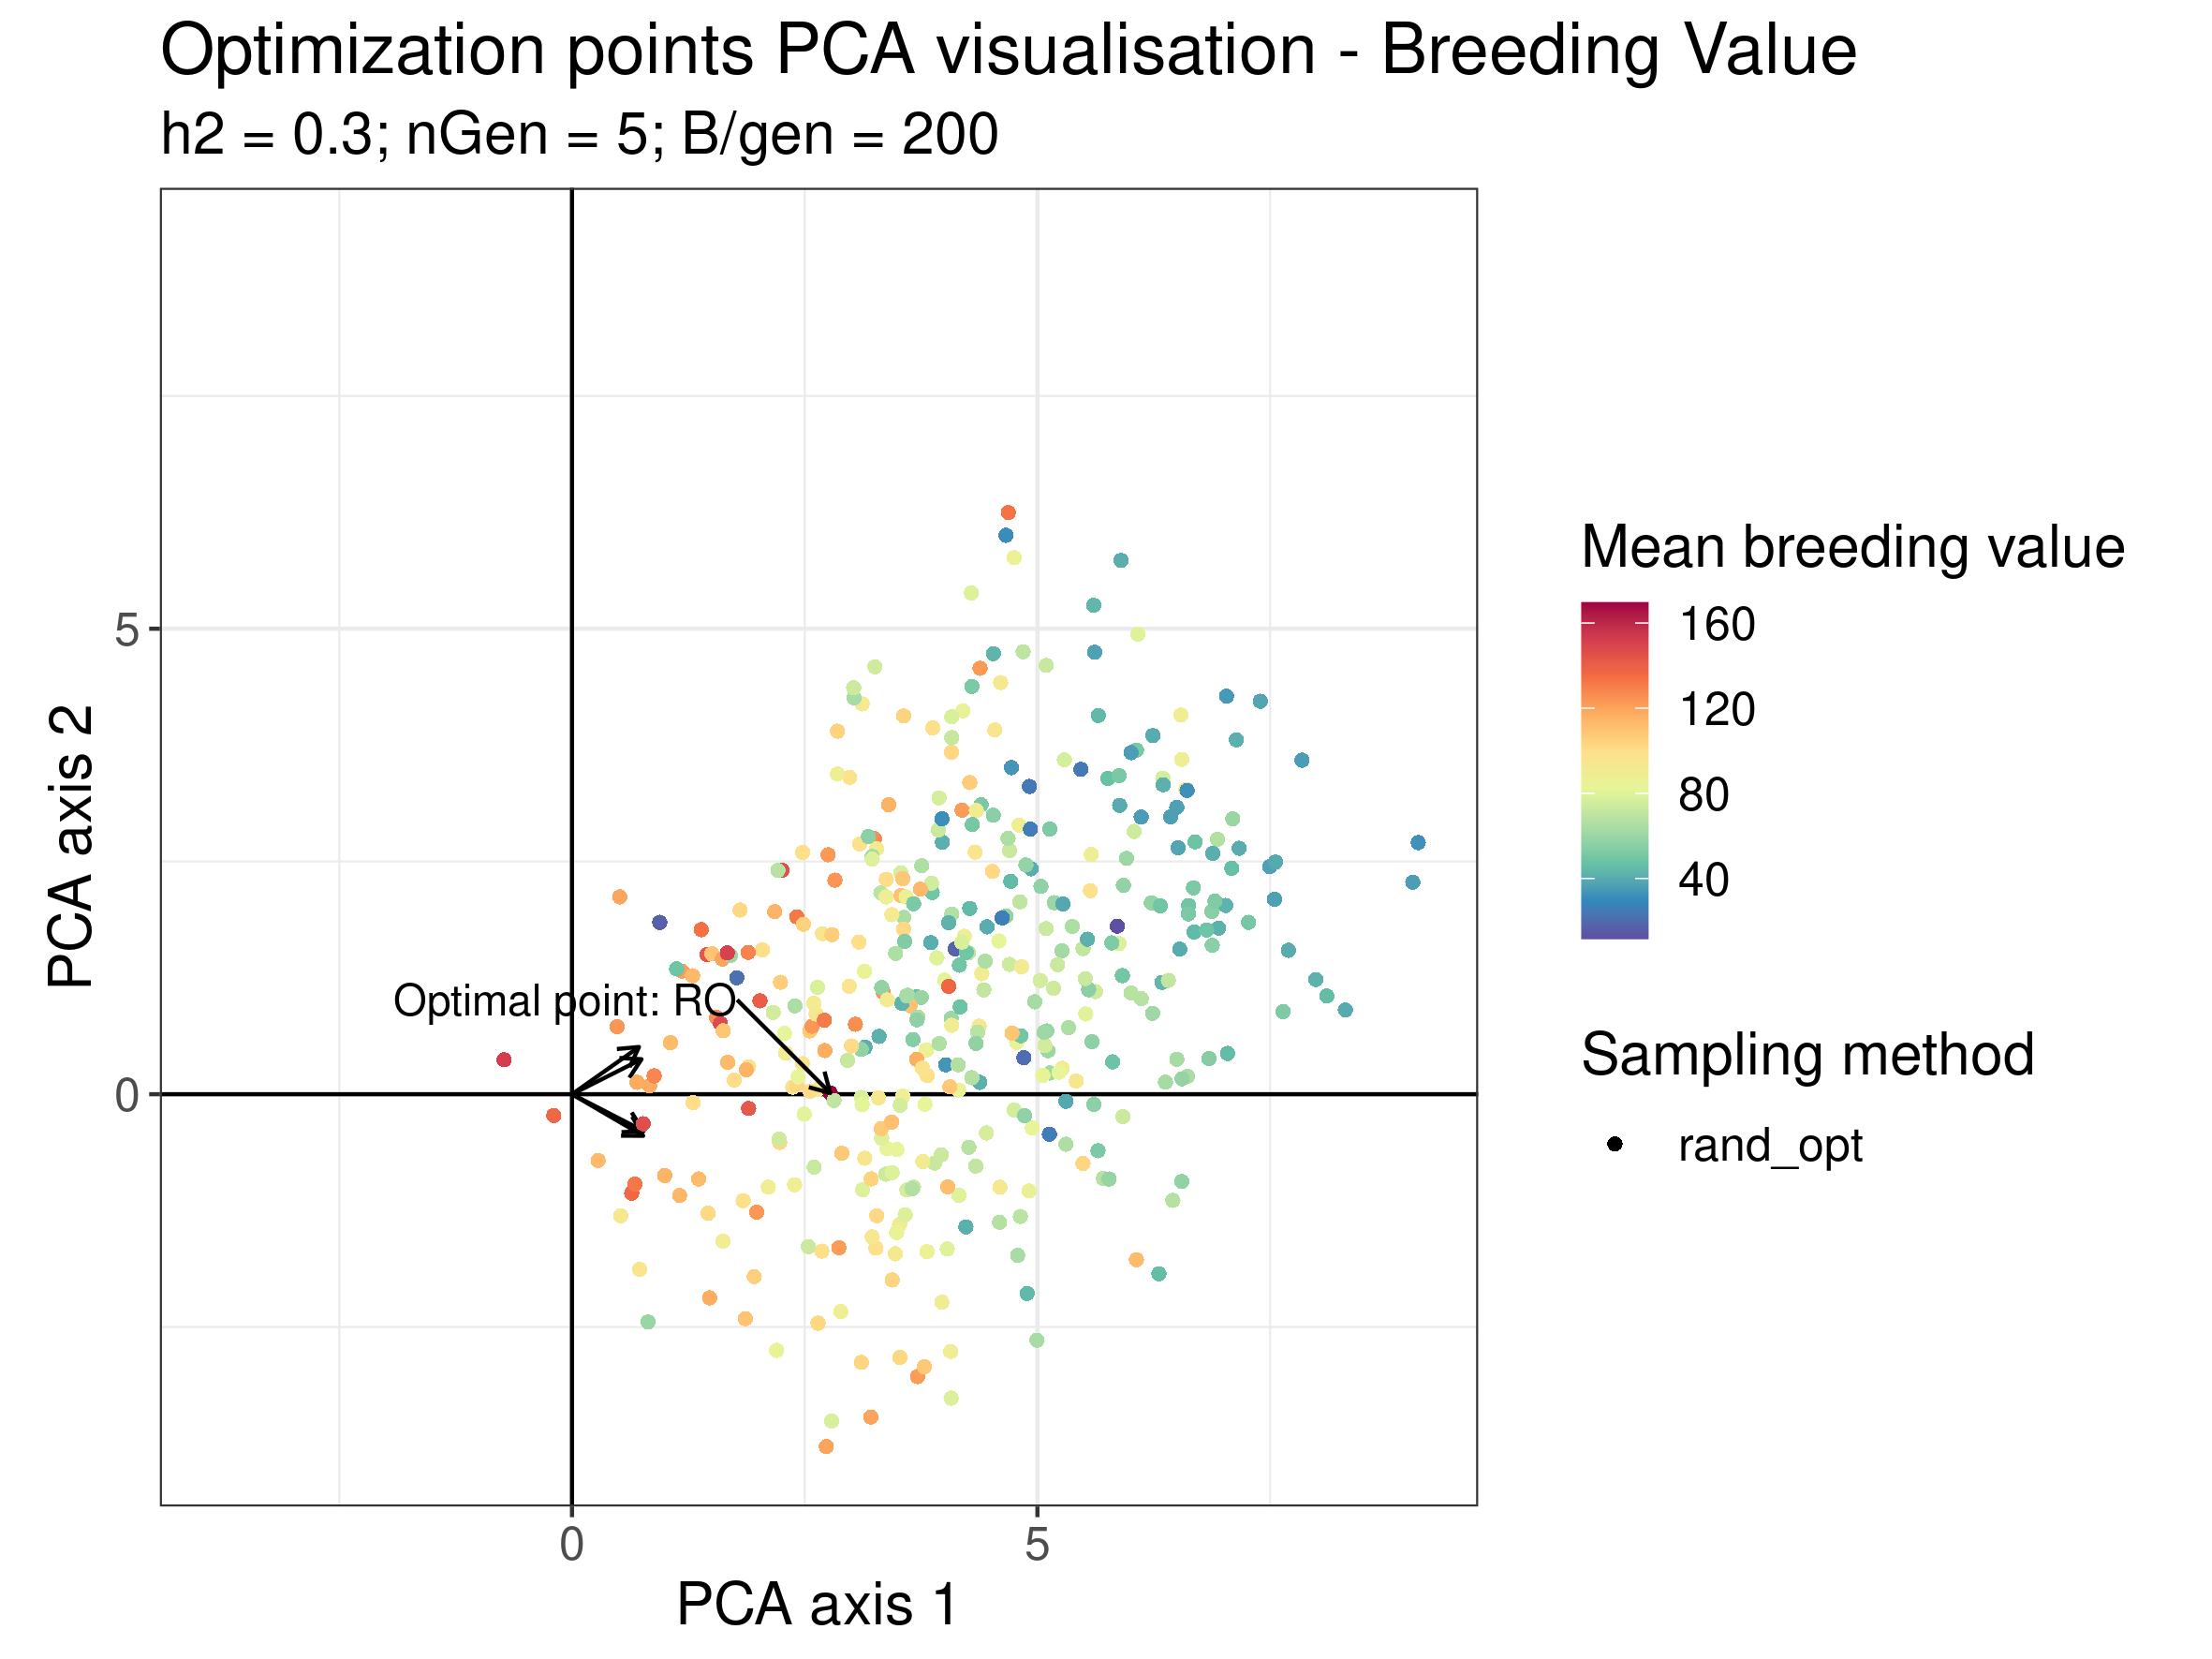 Optimization points PCA visualisation - Breeding Value
h2 = 0.3; nGen = 5; B/gen = 200
PCA axis 2
5
0
Optimal point: RO
0
5
PCA axis 1
Mean breeding value
160
120
80
40
Sampling method
rand_opt